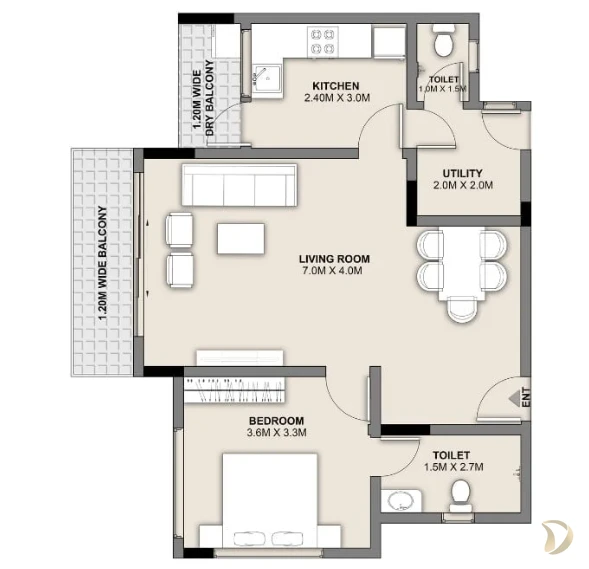 1.20M WIDE
DRY BALCONY
KITCHEN
2.40M X 3.0M
TOILET
1.0M X 1.5M
UTILITY
2.0M X 2.0M
1.20M WIDE BALCONY
LIVING ROOM
7.0M X 4.0M
ENT
BEDROOM
3.6M X 3.3M
TOILET
1.5M X 2.7M